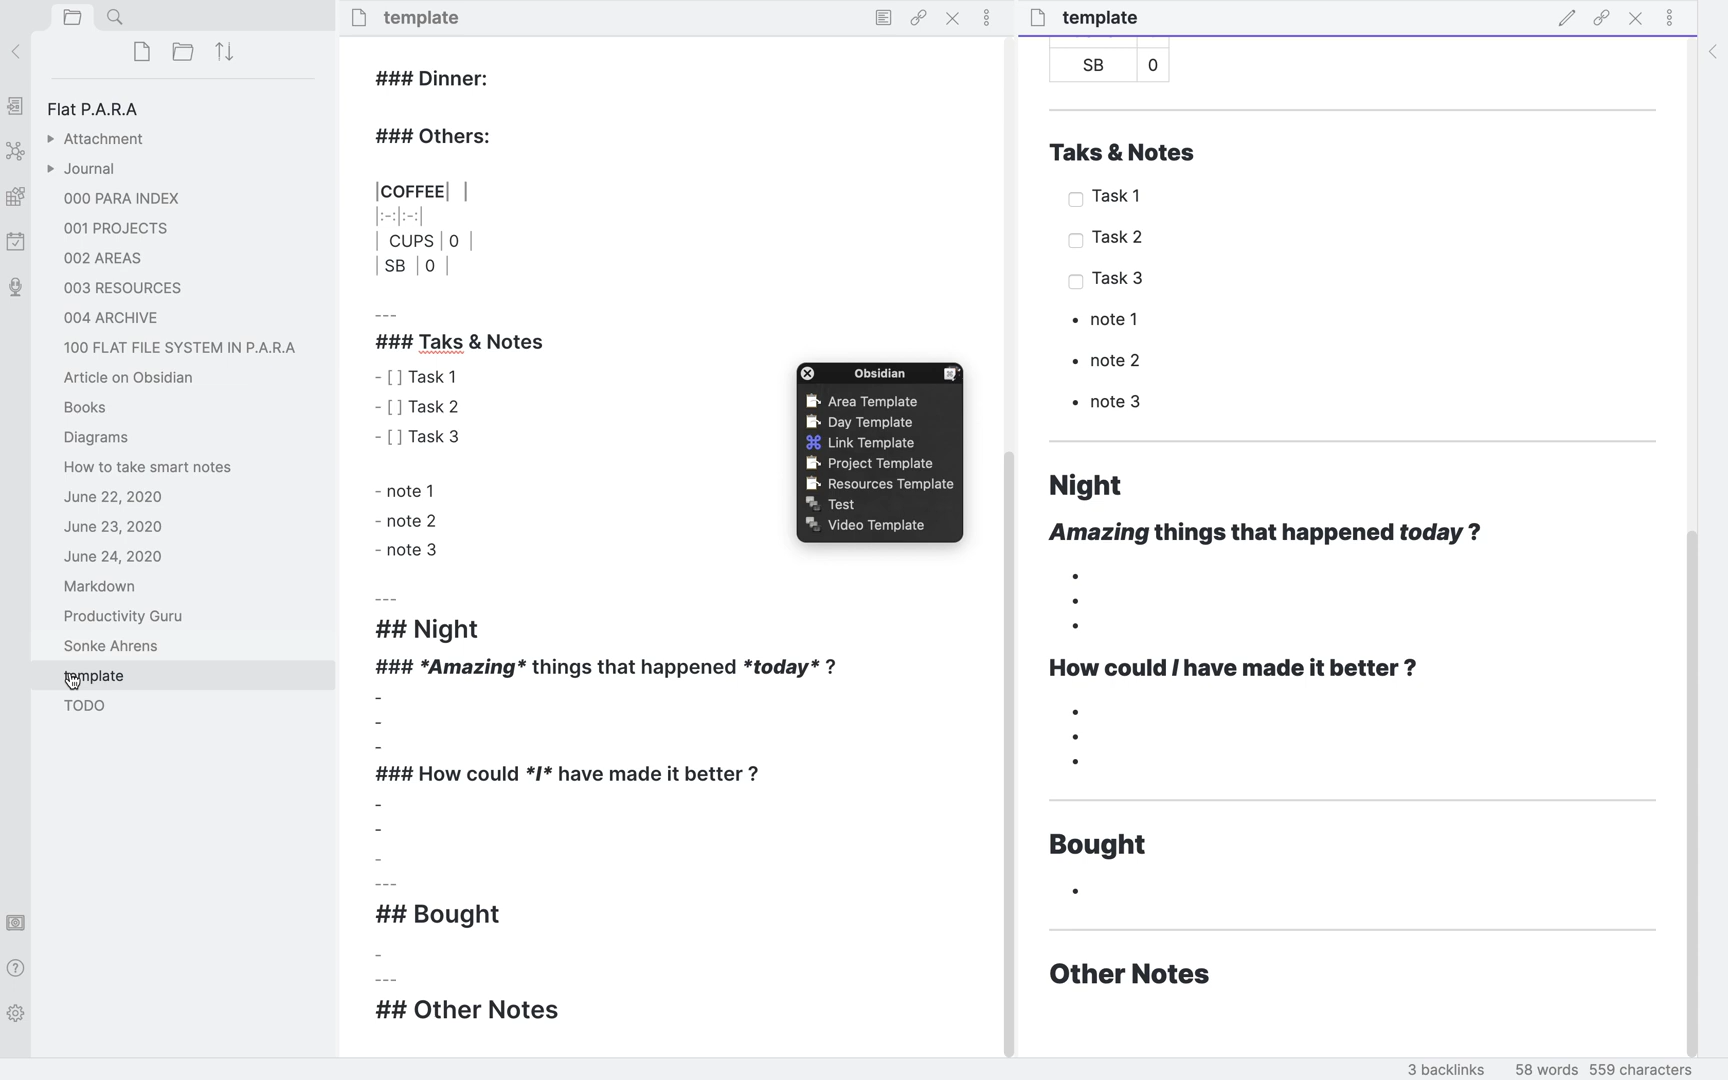 Flat P.A.R.A
Attachment
Journal
000 PARA INDEX
001 PROJECTS
002 AREAS
003 RESOURCES
004 ARCHIVE
100 FLAT FILE SYSTEM IN P.A.R.A
Article on Obsidian
Books
Diagrams
How to take smart notes
June 22, 2020
June 23, 2020
June 24, 2020
Markdown
Productivity Guru
Sonke Ahrens
template
TODO
template
### Dinner:
### Others:
|COFFEE| |
|:-:|:-:|
| CUPS | 0 |
| SB | 0 |
---
### Taks & Notes
- [ ] Task 1
- [ ] Task 2
- [ ] Task 3
- note 1
- note 2
- note 3
---
## Night
### *Amazing* things that happened *today* ?
-
-
-
### How could *I* have made it better ?
-
-
-
---
## Bought
-
---
## Other Notes
Obsidian
Area Template
Day Template
Link Template
Project Template
Resources Template
Test
Video Template
template
SB 0
Taks & Notes
Task 1
Task 2
Task 3
• note 1
• note 2
• note 3
Night
Amazing things that happened today ?
•
•
•
How could I have made it better ?
•
•
•
Bought
•
Other Notes
3 backlinks 58 words 559 characters